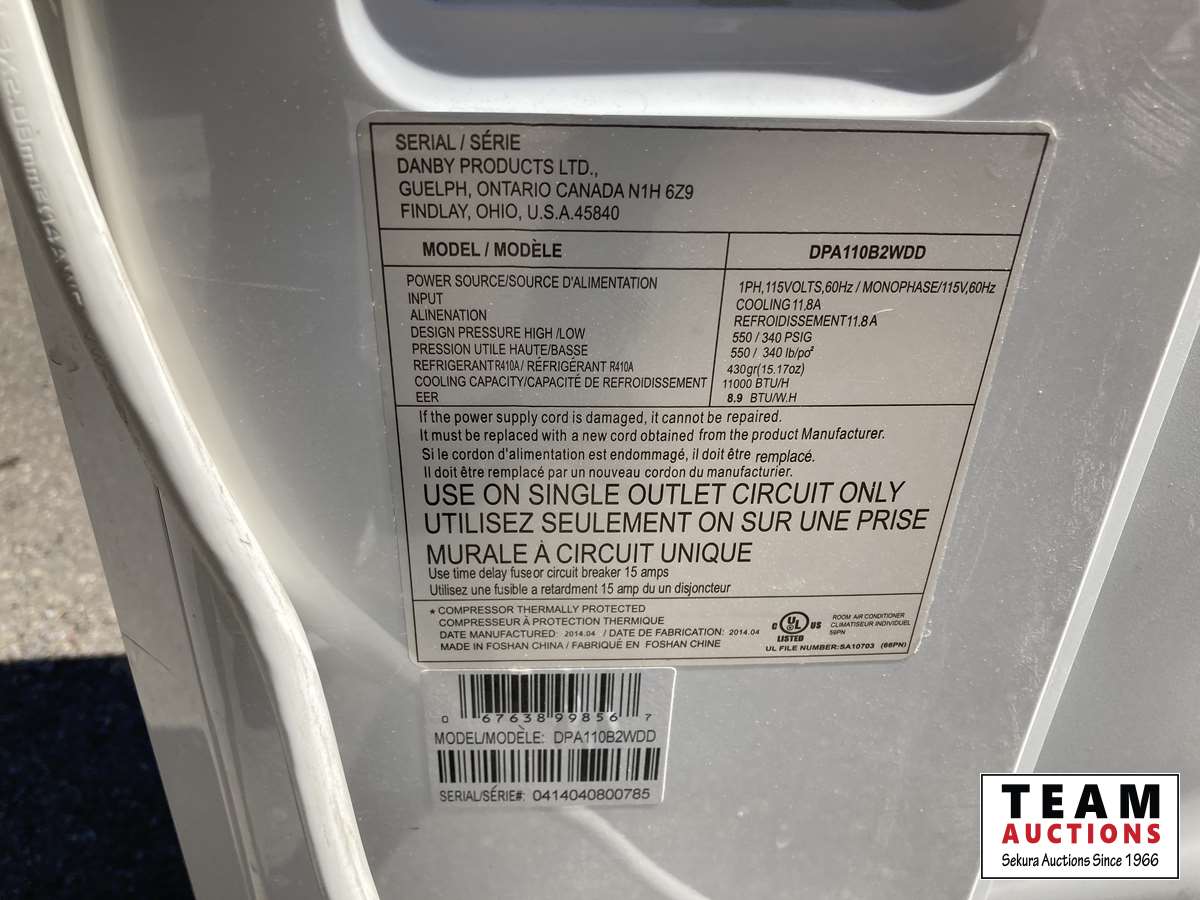 SERIAL / SÉRIE
DANBY PRODUCTS LTD.,
GUELPH, ONTARIO CANADA N1H 6Z9
FINDLAY, OHIO, U.S.A.45840
MODEL / MODÈLE DPA110B2WDD
POWER SOURCE/SOURCE D'ALIMENTATION 1PH,115VOLTS,60Hz / MONOPHASE/115V,60Hz
INPUT COOLING11.8A
ALINENATION REFROIDISSEMENT11.8A
DESIGN PRESSURE HIGH /LOW 550 / 340 PSIG
PRESSION UTILE HAUTE/BASSE 550 / 340 lb/po²
REFRIGERANT R410A / RÉFRIGÉRANT R410A 430gr(15.17oz)
COOLING CAPACITY/CAPACITÉ DE REFROIDISSEMENT 11000 BTU/H
EER 8.9 BTU/W.H
If the power supply cord is damaged, it cannot be repaired.
It must be replaced with a new cord obtained from the product Manufacturer.
Si le cordon d'alimentation est endommagé, il doit être remplacé.
Il doit être remplacé par un nouveau cordon du manufacturier.
USE ON SINGLE OUTLET CIRCUIT ONLY
UTILISEZ SEULEMENT ON SUR UNE PRISE
MURALE À CIRCUIT UNIQUE
Use time delay fuseor circuit breaker 15 amps
Utilisez une fusible a retardment 15 amp du un disjoncteur
* COMPRESSOR THERMALLY PROTECTED
COMPRESSEUR À PROTECTION THERMIQUE
DATE MANUFACTURED: 2014.04 / DATE DE FABRICATION: 2014.04
MADE IN FOSHAN CHINA / FABRIQUÉ EN FOSHAN CHINE
C UL US
LISTED
ROOM AIR CONDITIONER
CLIMATISEUR INDIVIDUEL
59PN
UL FILE NUMBER:SA10703 (66PN)
0 67638 99856 7
MODEL/MODÈLE: DPA110B2WDD
SERIAL/SÉRIE#: 0414040800785
TEAM
AUCTIONS
Sekura Auctions Since 1966